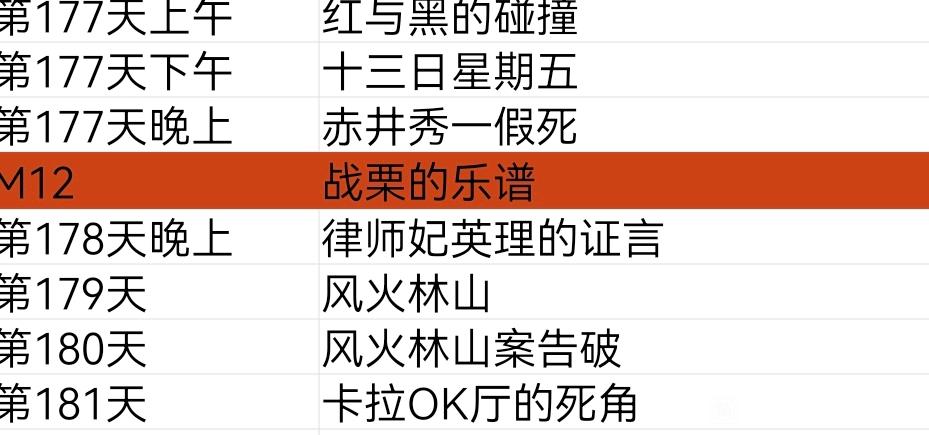 第177天上午 红与黑的碰撞
第177天下午 十三日星期五
第177天晚上 赤井秀一假死
M12 战栗的乐谱
第178天晚上 律师妃英理的证言
第179天 风火林山
第180天 风火林山案告破
第181天 卡拉OK厅的死角